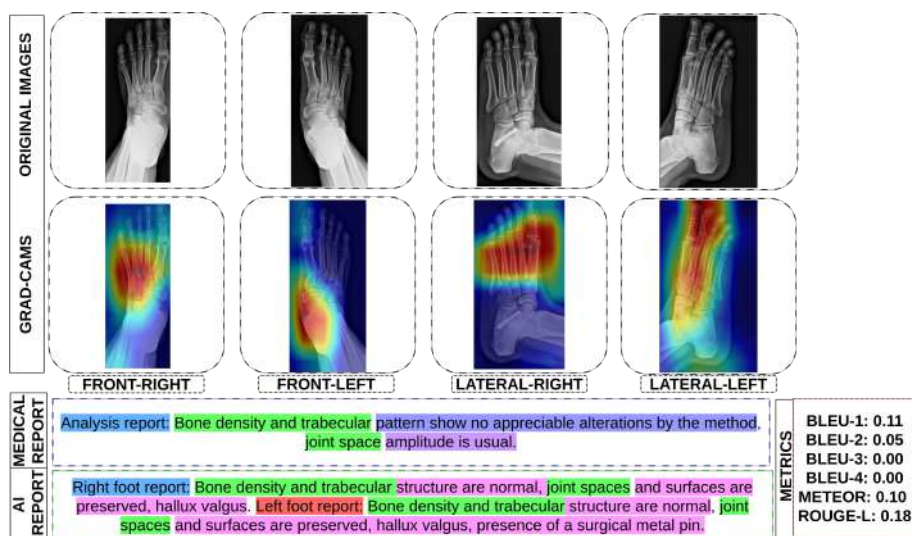 ORIGINAL IMAGES
GRAD-CAMS
FRONT-RIGHT
FRONT-LEFT
LATERAL-RIGHT
LATERAL-LEFT
MEDICAL
REPORT
Analysis report: Bone density and trabecular pattern show no appreciable alterations by the method,
joint space amplitude is usual.
AI
REPORT
Right foot report: Bone density and trabecular structure are normal, joint spaces and surfaces are
preserved, hallux valgus. Left foot report: Bone density and trabecular structure are normal, joint
spaces and surfaces are preserved, hallux valgus, presence of a surgical metal pin.
METRICS
BLEU-1: 0.11
BLEU-2: 0.05
BLEU-3: 0.00
BLEU-4: 0.00
METEOR: 0.10
ROUGE-L: 0.18